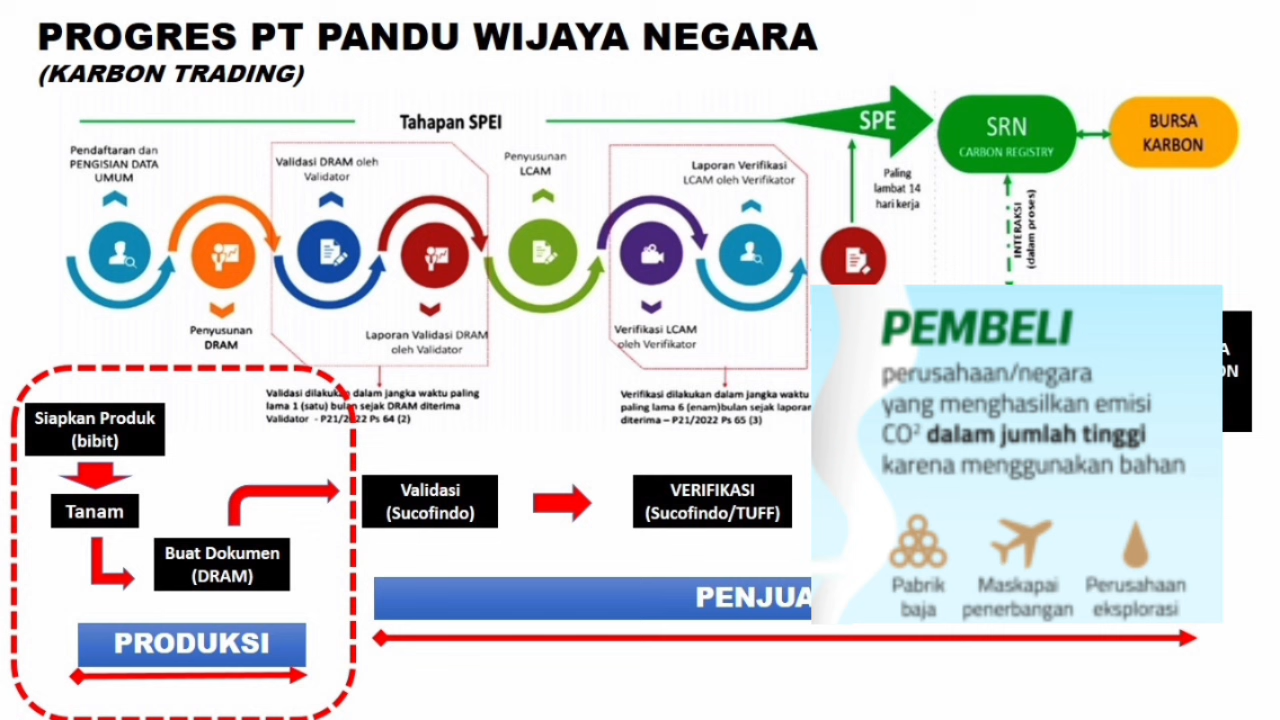 PROGRES PT PANDU WIJAYA NEGARA
(KARBON TRADING)
Tahapan SPEI
SPE
SRN
CARBON REGISTRY
BURSA
KARBON
Pendaftaran dan
PENGISIAN DATA
UMUM
Validasi DRAM oleh
Validator
Penyusunan
LCAM
Laporan Verifikasi
LCAM oleh Verifikator
Paling
lambat 14
hari kerja
INTERAKSI
(dalam proses)
Penyusunan
DRAM
Laporan Validasi DRAM
oleh Validator
Verifikasi LCAM
oleh Verifikator
Validasi dilakukan dalam jangka waktu paling
lama 1 (satu) bulan sejak DRAM diterima
Validator - P21/2022 Ps 64 (2)
Verifikasi dilakukan dalam jangka waktu
paling lama 6 (enam)bulan sejak laporan
diterima – P21/2022 Ps 65 (3)
Siapkan Produk
(bibit)
Tanam
Buat Dokumen
(DRAM)
PRODUKSI
Validasi
(Sucofindo)
VERIFIKASI
(Sucofindo/TUFF)
PENJUA
A
ON
PEMBELI
perusahaan/negara
yang menghasilkan emisi
CO² dalam jumlah tinggi
karena menggunakan bahan
Pabrik
baja
Maskapai
penerbangan
Perusahaan
eksplorasi